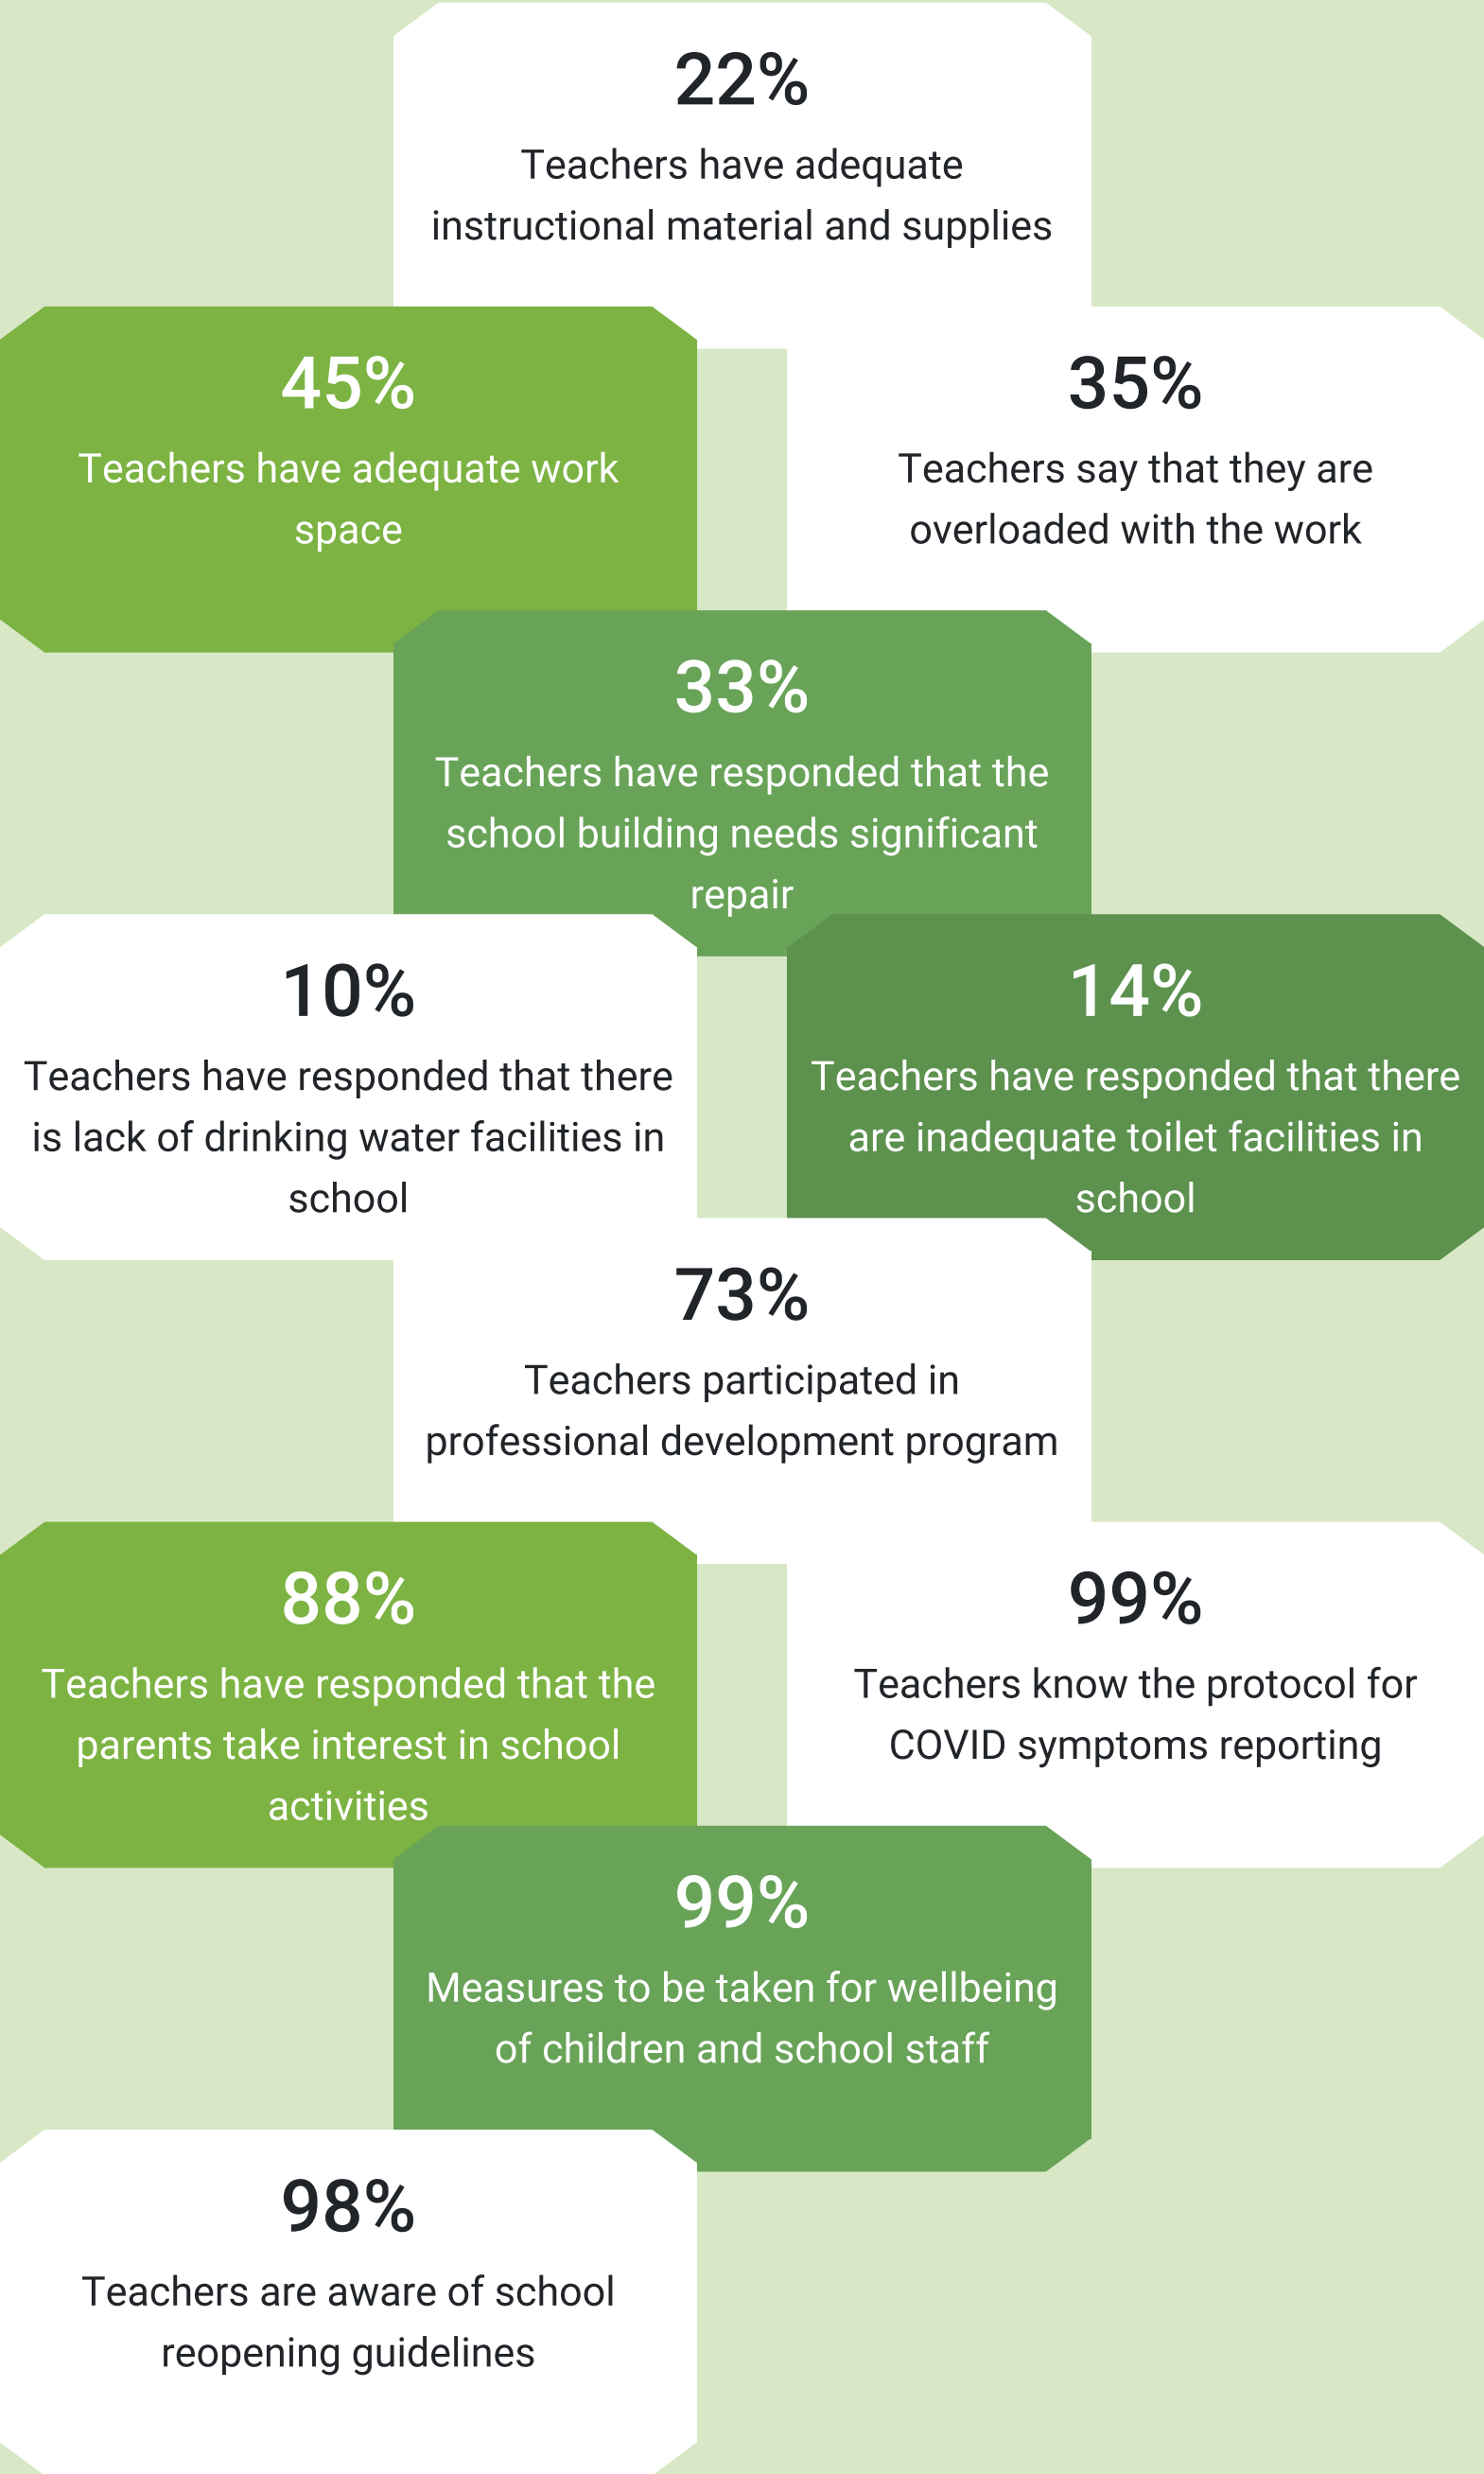 22%
Teachers have adequate
instructional material and supplies
45%
Teachers have adequate work
space
35%
Teachers say that they are
overloaded with the work
33%
Teachers have responded that the
school building needs significant
repair
10%
Teachers have responded that there
is lack of drinking water facilities in
school
14%
Teachers have responded that there
are inadequate toilet facilities in
school
73%
Teachers participated in
professional development program
88%
Teachers have responded that the
parents take interest in school
activities
99%
Teachers know the protocol for
COVID symptoms reporting
99%
Measures to be taken for wellbeing
of children and school staff
98%
Teachers are aware of school
reopening guidelines